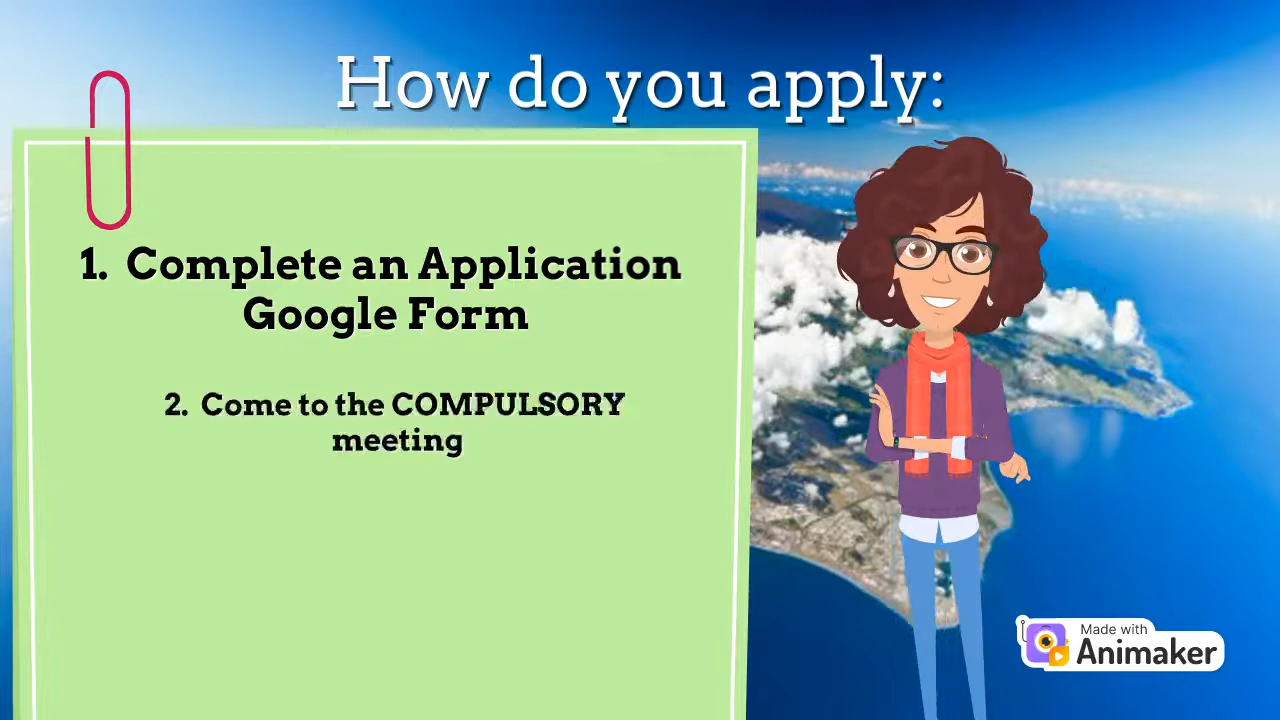 How do you apply:
1. Complete an Application
Google Form
2. Come to the COMPULSORY
meeting
Made with
Animaker